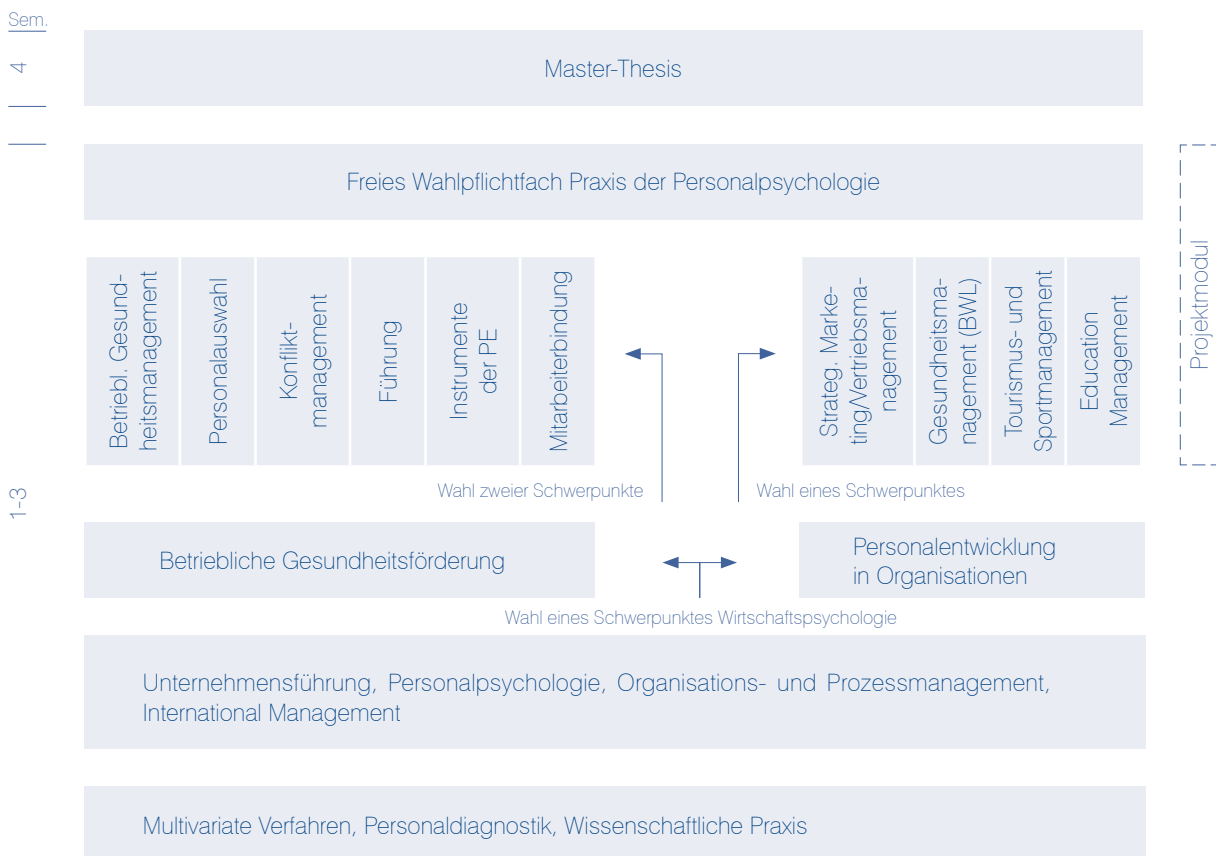 Sem.
4
Master-Thesis
Freies Wahlpflichtfach Praxis der Personalpsychologie
Betriebl. Gesund-
heitsmanagement
Personalauswahl
Konflikt-
management
Führung
Instrumente
der PE
Mitarbeiterbindung
Strateg. Marke-
ting/Vertriebsma-
nagement
Gesundheitsma-
nagement (BWL)
Tourismus- und
Sportmanagement
Education
Management
Projektmodul
Wahl zweier Schwerpunkte
Wahl eines Schwerpunktes
1-3
Betriebliche Gesundheitsförderung
Personalentwicklung
in Organisationen
Wahl eines Schwerpunktes Wirtschaftspsychologie
Unternehmensführung, Personalpsychologie, Organisations- und Prozessmanagement,
International Management
Multivariate Verfahren, Personaldiagnostik, Wissenschaftliche Praxis